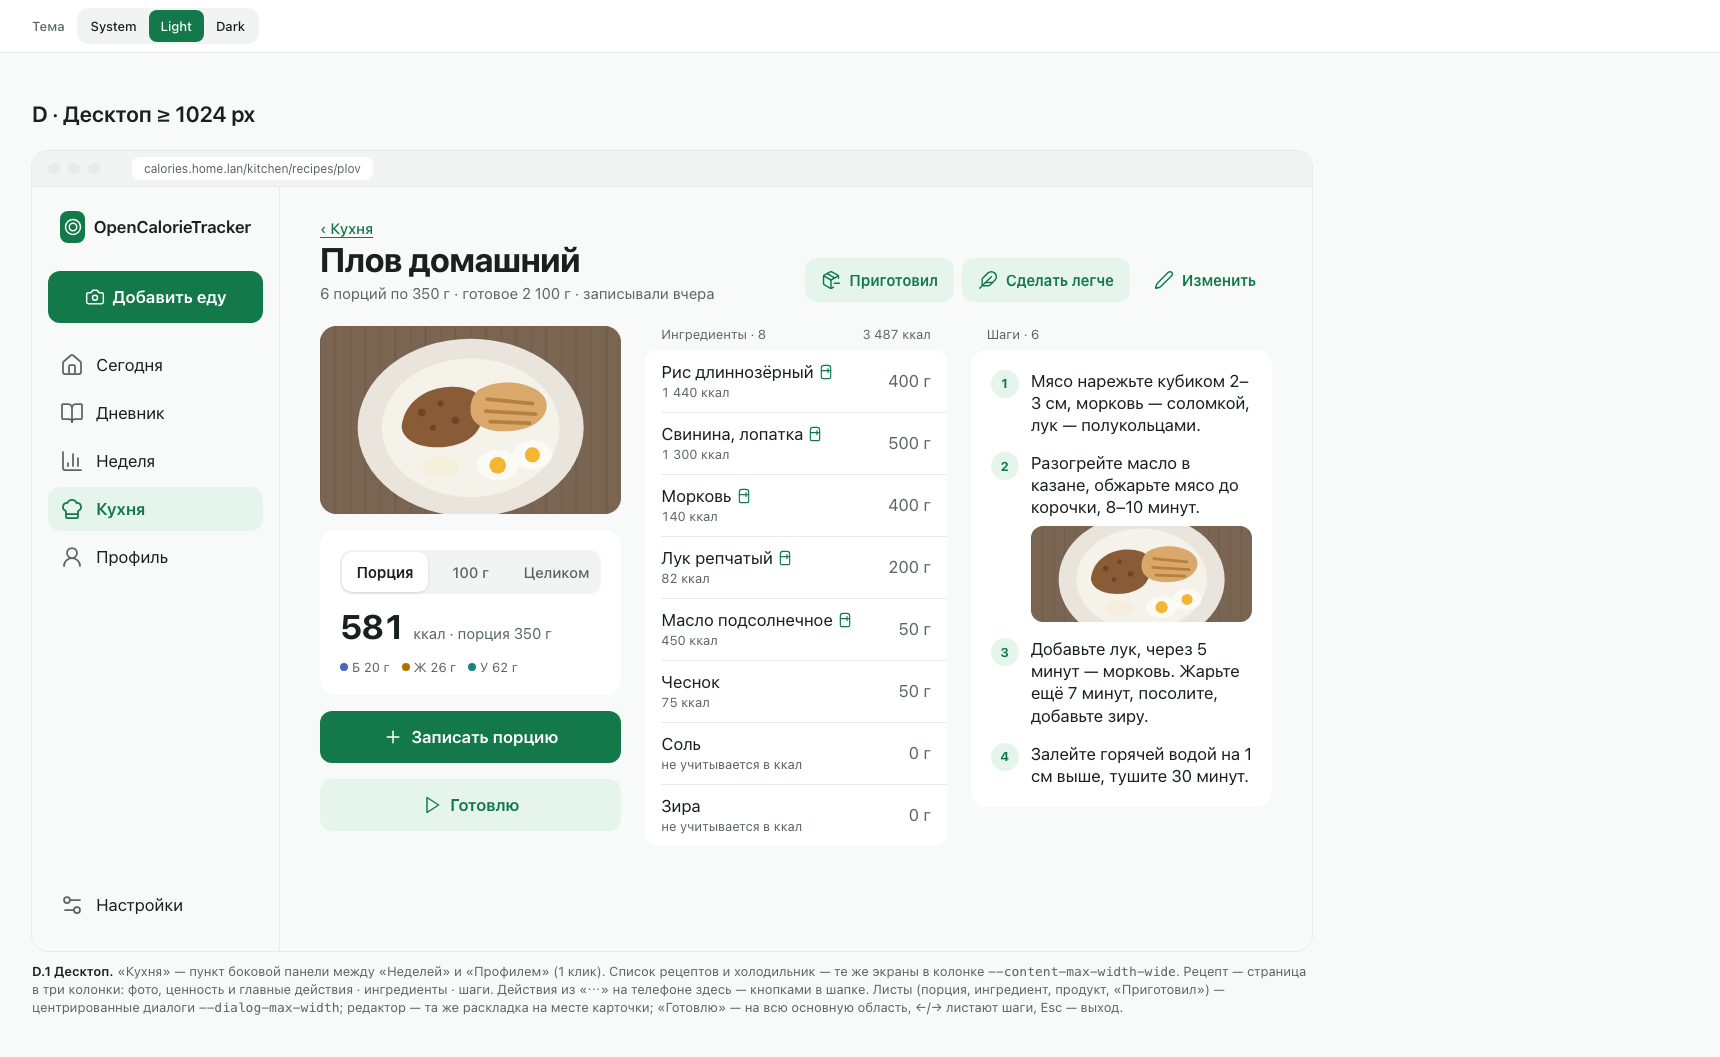 Тема
System
Light
Dark
D · Десктоп ≥ 1024 px
calories.home.lan/kitchen/recipes/plov
OpenCalorieTracker
Добавить еду
Сегодня
Дневник
Неделя
Кухня
Профиль
Настройки
‹ Кухня
Плов домашний
6 порций по 350 г · готовое 2 100 г · записывали вчера
Приготовил
Сделать легче
Изменить
Порция
100 г
Целиком
581 ккал · порция 350 г
Б 20 г
Ж 26 г
У 62 г
Записать порцию
Готовлю
Ингредиенты · 8
3 487 ккал
Рис длиннозёрный
1 440 ккал
400 г
Свинина, лопатка
1 300 ккал
500 г
Морковь
140 ккал
400 г
Лук репчатый
82 ккал
200 г
Масло подсолнечное
450 ккал
50 г
Чеснок
75 ккал
50 г
Соль
не учитывается в ккал
0 г
Зира
не учитывается в ккал
0 г
Шаги · 6
1
Мясо нарежьте кубиком 2–
3 см, морковь — соломкой,
лук — полукольцами.
2
Разогрейте масло в
казане, обжарьте мясо до
корочки, 8–10 минут.
3
Добавьте лук, через 5
минут — морковь. Жарьте
ещё 7 минут, посолите,
добавьте зиру.
4
Залейте горячей водой на 1
см выше, тушите 30 минут.
D.1 Десктоп. «Кухня» — пункт боковой панели между «Неделей» и «Профилем» (1 клик). Список рецептов и холодильник — те же экраны в колонке --content-max-width-wide. Рецепт — страница
в три колонки: фото, ценность и главные действия · ингредиенты · шаги. Действия из «⋯» на телефоне здесь — кнопками в шапке. Листы (порция, ингредиент, продукт, «Приготовил») —
центрированные диалоги --dialog-max-width; редактор — та же раскладка на месте карточки; «Готовлю» — на всю основную область, ←/→ листают шаги, Esc — выход.